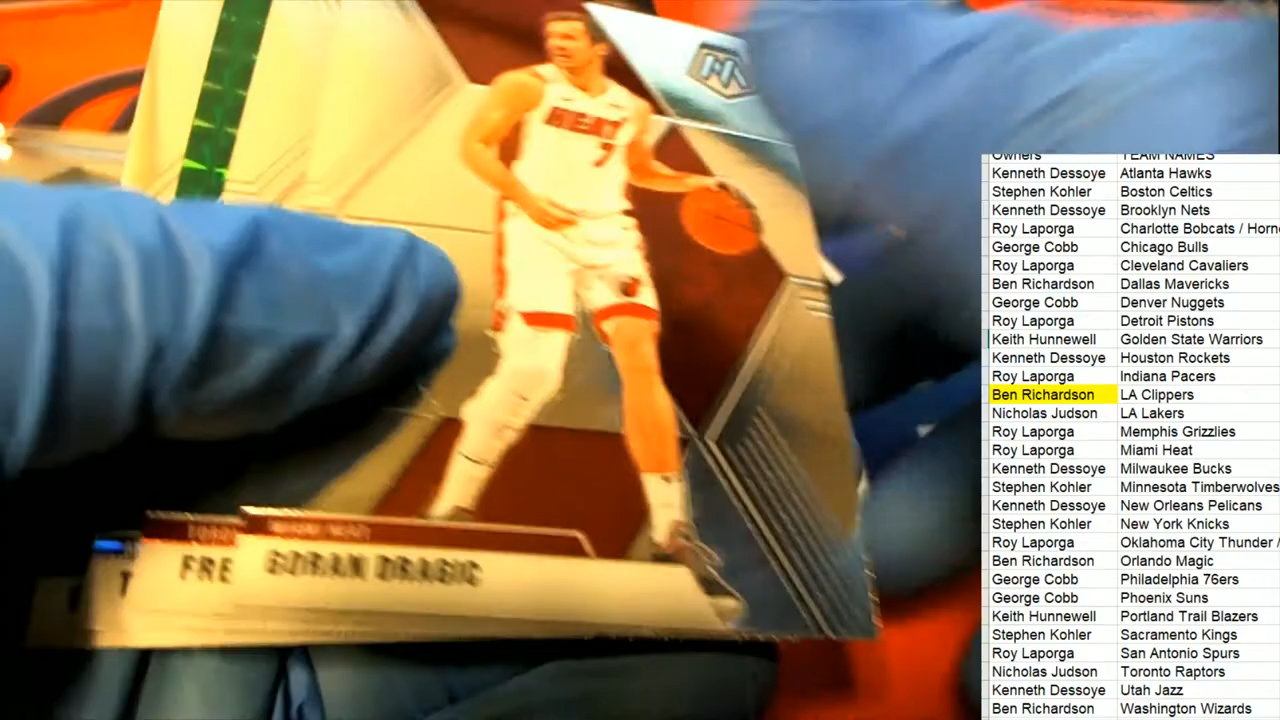 HEAT
7
MIAMI HEAT
FRE
GORAN DRAGIC
Owners TEAM NAMES
Kenneth Dessoye Atlanta Hawks
Stephen Kohler Boston Celtics
Kenneth Dessoye Brooklyn Nets
Roy Laporga Charlotte Bobcats / Horn
George Cobb Chicago Bulls
Roy Laporga Cleveland Cavaliers
Ben Richardson Dallas Mavericks
George Cobb Denver Nuggets
Roy Laporga Detroit Pistons
Keith Hunnewell Golden State Warriors
Kenneth Dessoye Houston Rockets
Roy Laporga Indiana Pacers
Ben Richardson LA Clippers
Nicholas Judson LA Lakers
Roy Laporga Memphis Grizzlies
Roy Laporga Miami Heat
Kenneth Dessoye Milwaukee Bucks
Stephen Kohler Minnesota Timberwolves
Kenneth Dessoye New Orleans Pelicans
Stephen Kohler New York Knicks
Roy Laporga Oklahoma City Thunder /
Ben Richardson Orlando Magic
George Cobb Philadelphia 76ers
George Cobb Phoenix Suns
Keith Hunnewell Portland Trail Blazers
Stephen Kohler Sacramento Kings
Roy Laporga San Antonio Spurs
Nicholas Judson Toronto Raptors
Kenneth Dessoye Utah Jazz
Ben Richardson Washington Wizards